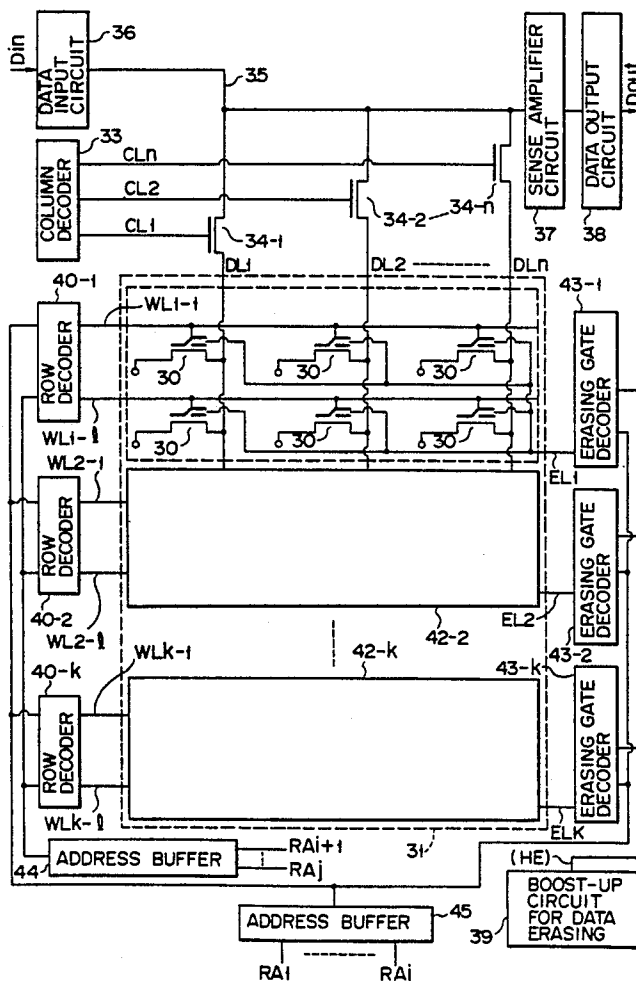 Din
DATA INPUT CIRCUIT
36
35
SENSE AMPLIFIER CIRCUIT
37
DATA OUTPUT CIRCUIT
38
Dout
33
COLUMN DECODER
CLn
CL2
CL1
34-1
34-2
34-n
DL1
DL2
DLn
40-1
WL1-1
43-1
ROW DECODER
30
30
30
ERASING GATE DECODER
30
30
30
WL1-ℓ
EL1
WL2-1
ROW DECODER
40-2
WL2-ℓ
42-2
EL2
ERASING GATE DECODER
43-2
40-k
WLk-1
42-k
43-k
ROW DECODER
ERASING GATE DECODER
WLk-ℓ
ELK
31
44
ADDRESS BUFFER
RAi+1
RAj
(HE)
ADDRESS BUFFER
45
39
BOOST-UP CIRCUIT FOR DATA ERASING
RA1
RAi